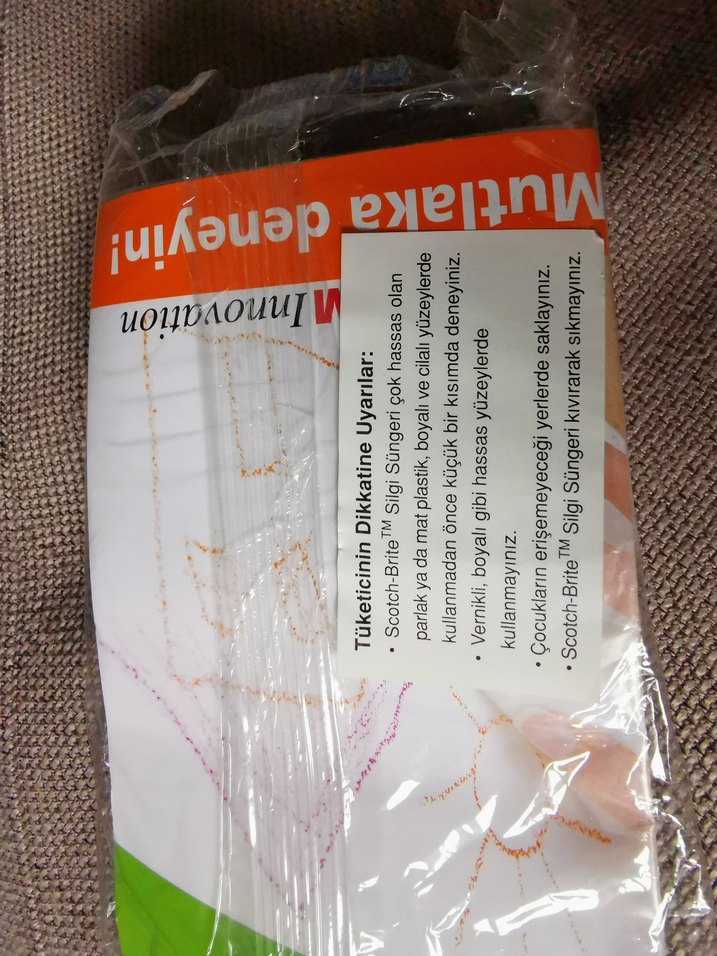 Mutlaka deneyin!
M Innovation
Tüketicinin Dikkatine Uyarılar:
• Scotch-Brite™ Silgi Süngeri çok hassas olan
parlak ya da mat plastik, boyalı ve cilalı yüzeylerde
kullanmadan önce küçük bir kısımda deneyiniz.
• Vernikli, boyalı gibi hassas yüzeylerde
kullanmayınız.
• Çocukların erişemeyeceği yerlerde saklayınız.
• Scotch-Brite™ Silgi Süngeri kıvırarak sıkmayınız.